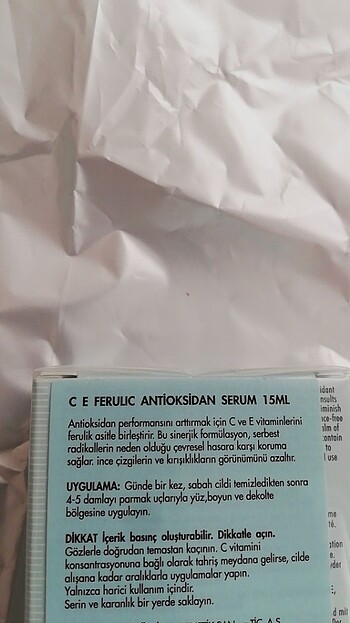 C E FERULIC ANTİOKSİDAN SERUM 15ML
Antioksidan performansını arttırmak için C ve E vitaminlerini
ferulik asitle birleştirir. Bu sinerjik formülasyon, serbest
radikallerin neden olduğu çevresel hasara karşı koruma
sağlar. ince çizgilerin ve kırışıklıkların görünümünü azaltır.
UYGULAMA: Günde bir kez, sabah cildi temizledikten sonra
4-5 damlayı parmak uçlarıyla yüz,boyun ve dekolte
bölgesine uygulayın.
DİKKAT İçerik basınç oluşturabilir. Dikkatle açın.
Gözlerle doğrudan temastan kaçının. C vitamini
konsantrasyonuna bağlı olarak tahriş meydana gelirse, cilde
alışana kadar aralıklarla uygulamalar yapın.
Yalnızca harici kullanım içindir.
Serin ve karanlık bir yerde saklayın.